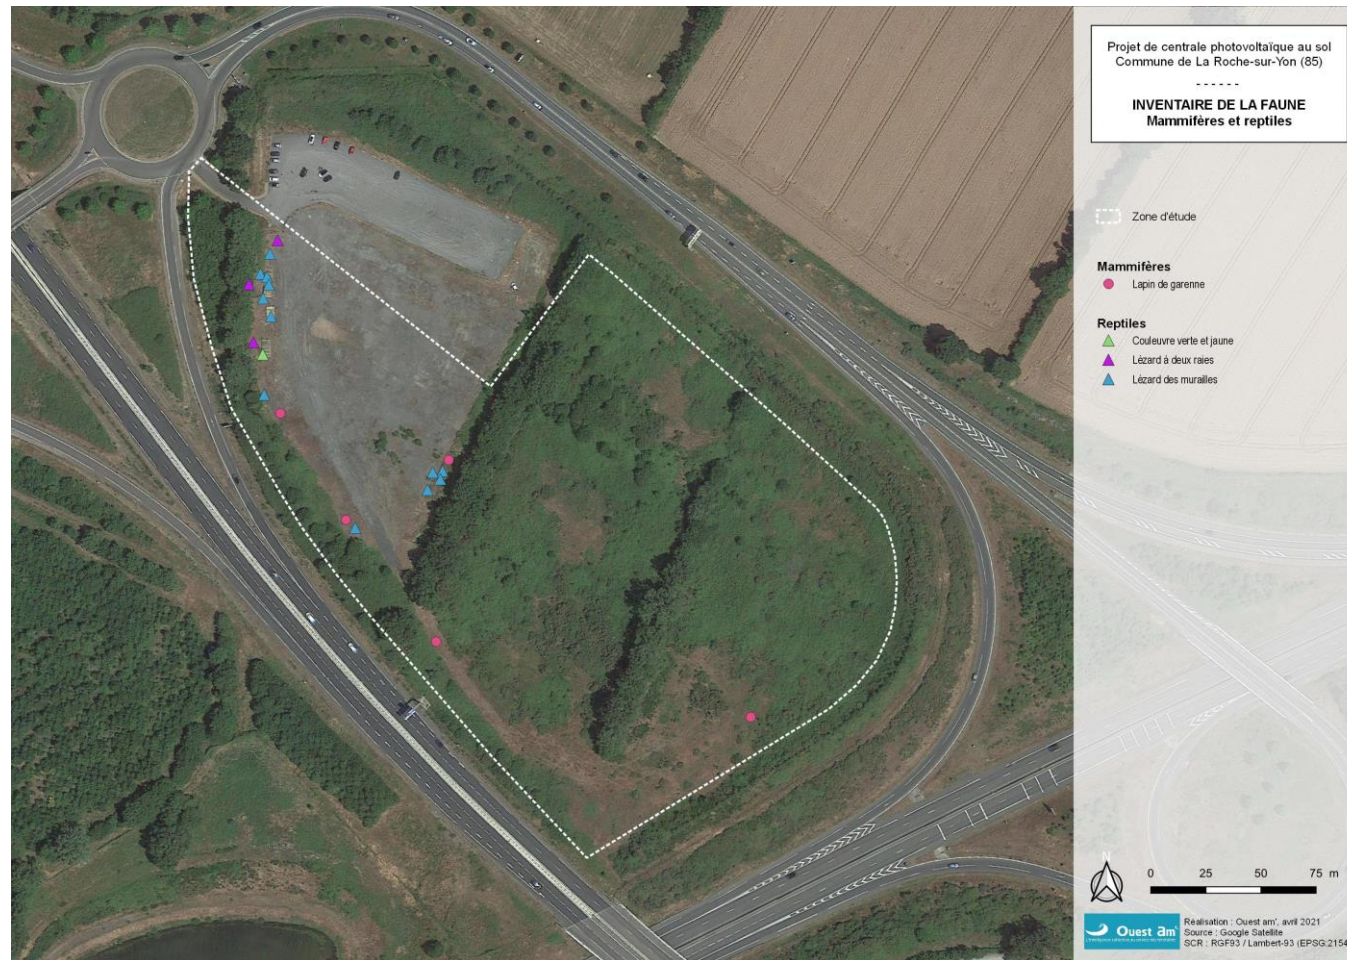 Projet de centrale photovoltaïque au sol
Commune de La Roche-sur-Yon (85)
- - - - - -
INVENTAIRE DE LA FAUNE
Mammifères et reptiles
Zone d'étude
Mammifères
Lapin de garenne
Reptiles
Couleuvre verte et jaune
Lézard à deux raies
Lézard des murailles
N
0 25 50 75 m
Ouest am'
Réalisation : Ouest am', avril 2021
Source : Google Satellite
SCR : RGF93 / Lambert-93 (EPSG:2154